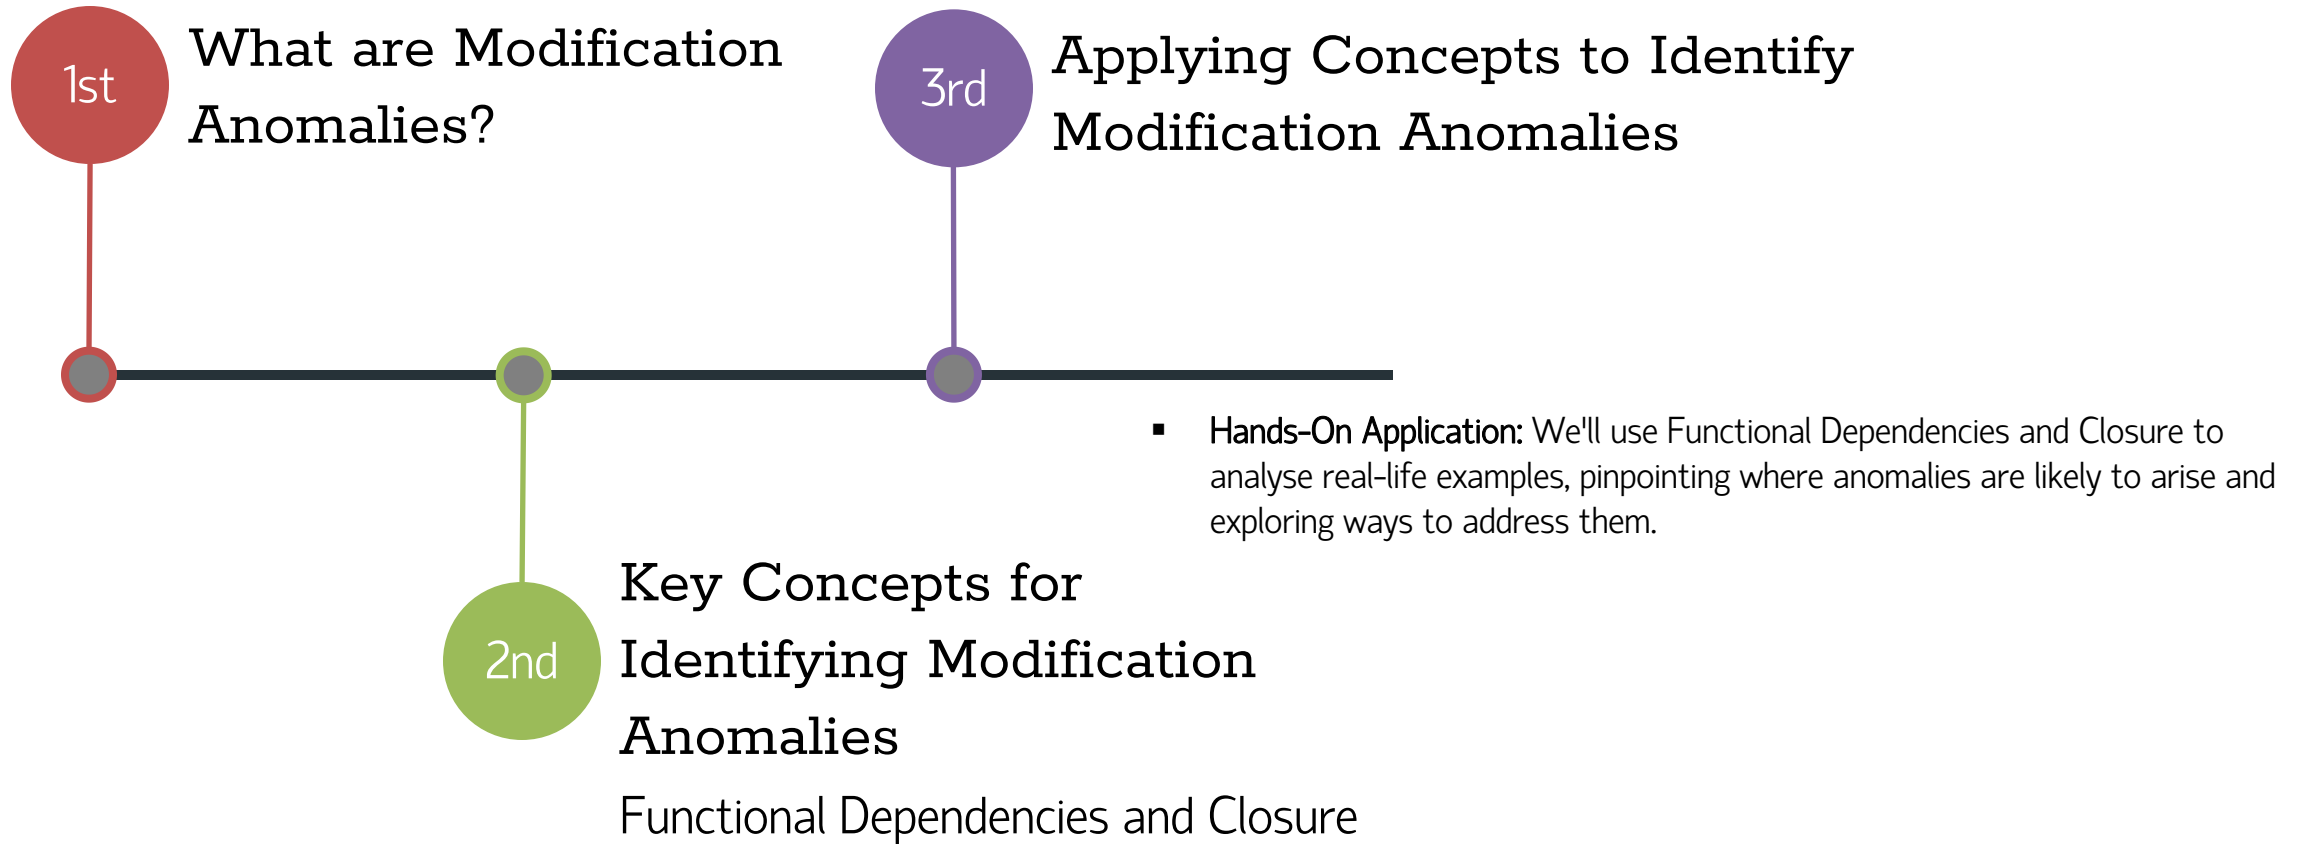 1st
What are Modification
Anomalies?
3rd
Applying Concepts to Identify
Modification Anomalies
▪ Hands-On Application: We'll use Functional Dependencies and Closure to
analyse real-life examples, pinpointing where anomalies are likely to arise and
exploring ways to address them.
2nd
Key Concepts for
Identifying Modification
Anomalies
Functional Dependencies and Closure